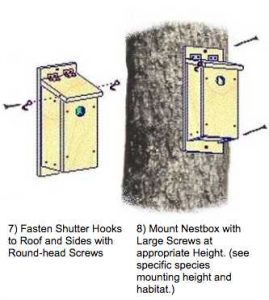 7) Fasten Shutter Hooks
to Roof and Sides with
Round-head Screws
8) Mount Nestbox with
Large Screws at
appropriate Height. (see
specific species
mounting height and
habitat.)